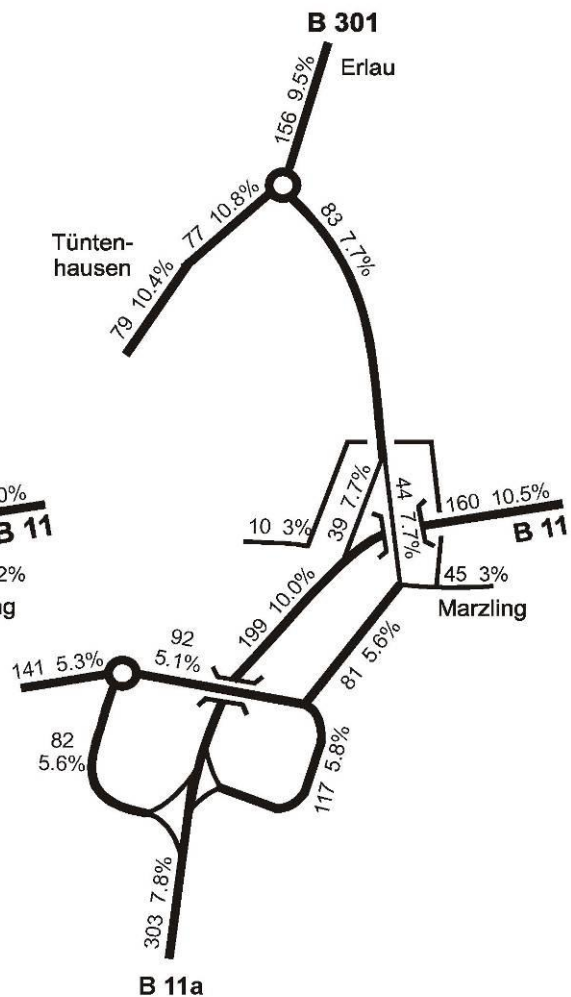 B 301
Erlau
156 9.5%
77 10.8%
83 7.7%
Tünten-
hausen
79 10.4%
0%
B 11
2%
g
10 3%
39 7.7%
44 7.7%
160 10.5%
B 11
45 3%
Marzling
199 10.0%
92
5.1%
81 5.6%
141 5.3%
82
5.6%
117 5.8%
303 7.8%
B 11a